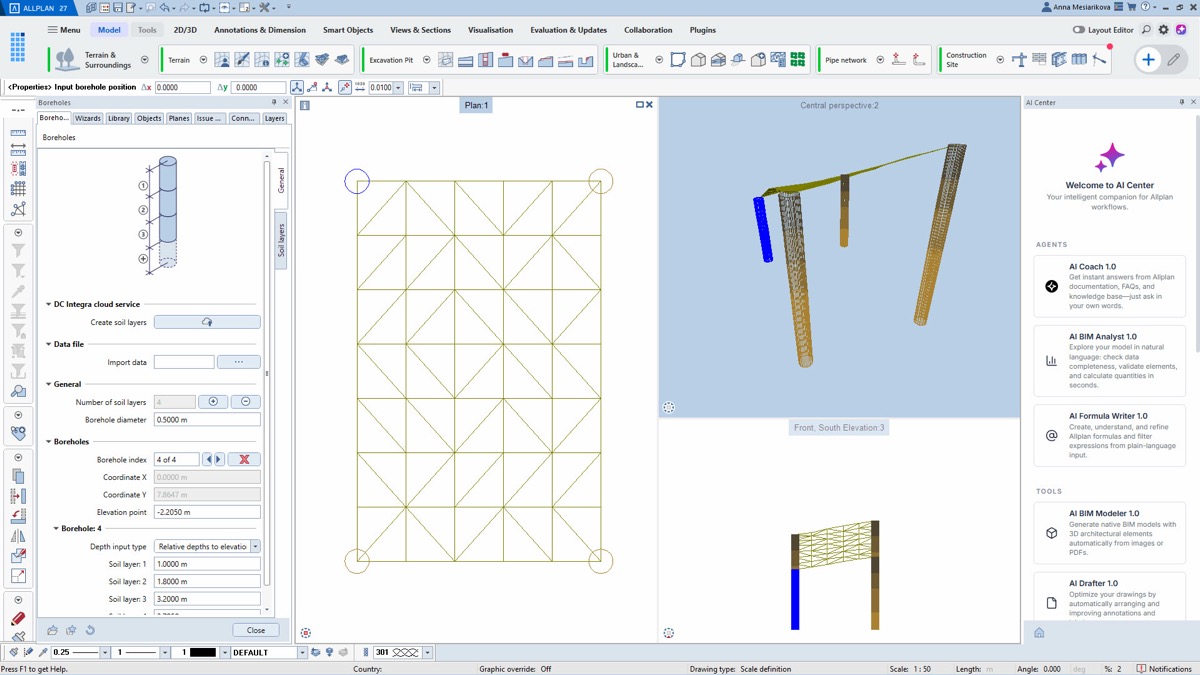 ALLPLAN 27
Anna Mesiarikova
Menu
Model
Tools
2D/3D
Annotations & Dimension
Smart Objects
Views & Sections
Visualisation
Evaluation & Updates
Collaboration
Plugins
Layout Editor
Terrain &
Surroundings
Terrain
Excavation Pit
Urban &
Landsca...
Pipe network
Construction
Site
<Properties> Input borehole position
Δx
0.0000
Δy
0.0000
0.0100
Boreholes
Boreho...
Wizards
Library
Objects
Planes
Issue ...
Conn...
Layers
Boreholes
General
Soil layers
1
2
3
DC Integra cloud service
Create soil layers
Data file
Import data
...
General
Number of soil layers
4
Borehole diameter
0.5000 m
Boreholes
Borehole index
4 of 4
Coordinate X
0.0000 m
Coordinate Y
7.8647 m
Elevation point
-2.2050 m
Borehole: 4
Depth input type
Relative depths to elevatio
Soil layer: 1
1.0000 m
Soil layer: 2
1.8000 m
Soil layer: 3
3.2000 m
Close
Plan:1
Central perspective:2
Front, South Elevation:3
AI Center
Welcome to AI Center
Your intelligent companion for Allplan
workflows.
AGENTS
AI Coach 1.0
Get instant answers from Allplan
documentation, FAQs, and
knowledge base—just ask in
your own words.
AI BIM Analyst 1.0
Explore your model in natural
language: check data
completeness, validate elements,
and calculate quantities in
seconds.
AI Formula Writer 1.0
Create, understand, and refine
Allplan formulas and filter
expressions from plain-language
input.
TOOLS
AI BIM Modeler 1.0
Generate native BIM models with
3D architectural elements
automatically from images or
PDFs.
AI Drafter 1.0
Optimize your drawings by
automatically arranging and
improving annotations and
0.25
1
1
DEFAULT
301
Press F1 to get Help.
Country:
Graphic override: Off
Drawing type: Scale definition
Scale: 1 : 50
Length: m
Angle: 0.000
deg
%: 2
Notifications